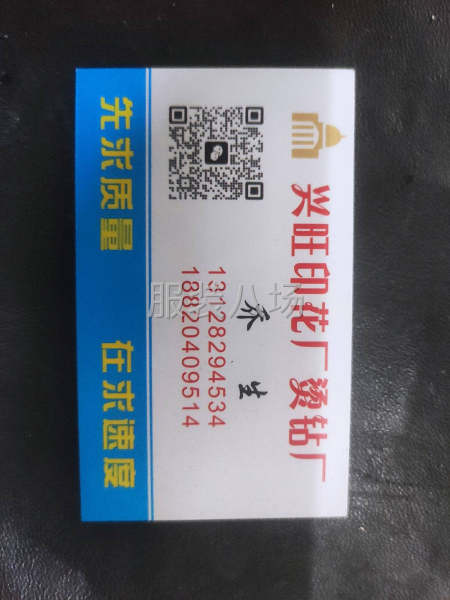 兴旺印花厂 烫钻厂
乔生
13128294534
18820409514
先求质量 在求速度
服装八场